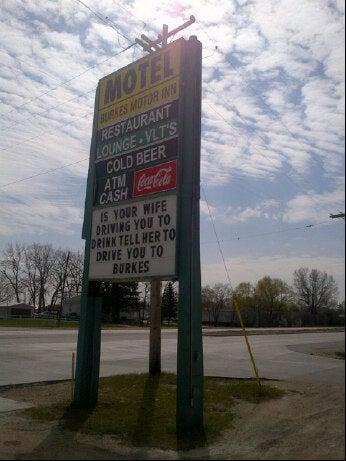 MOTEL
BURKES MOTOR INN
RESTAURANT
LOUNGE • VLT'S
COLD BEER
ATM
CASH
Coca-Cola
IS YOUR WIFE
DRIVING YOU TO
DRINK TELL HER TO
DRIVE YOU TO
BURKES